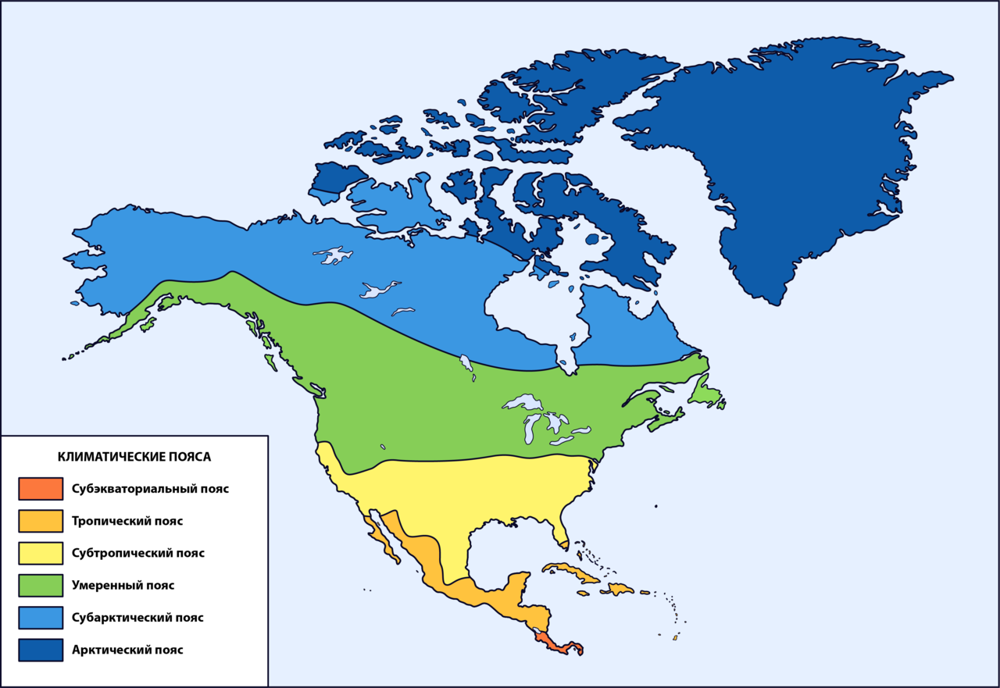 КЛИМАТИЧЕСКИЕ ПОЯСА
Субэкваториальный пояс
Тропический пояс
Субтропический пояс
Умеренный пояс
Субарктический пояс
Арктический пояс